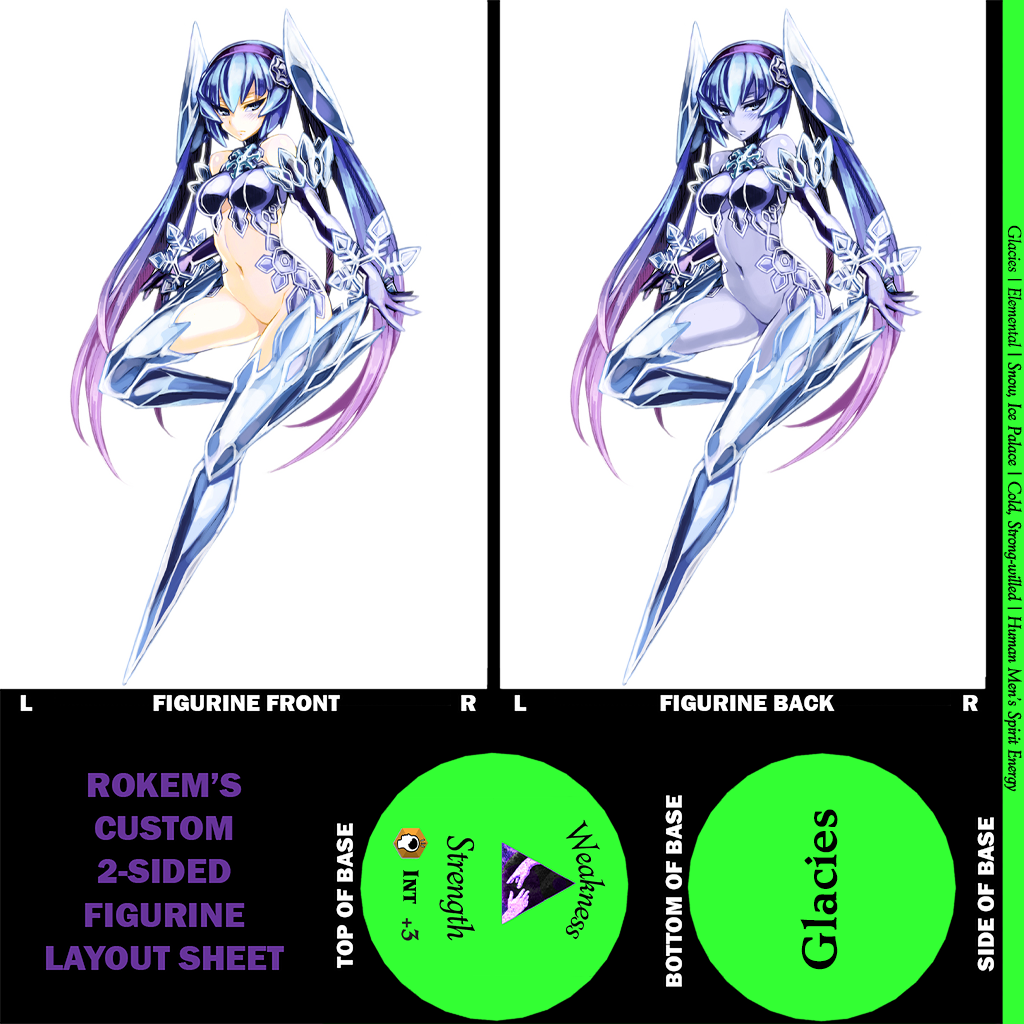 L
FIGURINE FRONT
R
L
FIGURINE BACK
R
Glacies | Elemental | Snow, Ice Palace | Cold, Strong-willed | Human Men's Spirit Energy
ROKEM'S
CUSTOM
2-SIDED
FIGURINE
LAYOUT SHEET
TOP OF BASE
INT +3
Strength
Weakness
BOTTOM OF BASE
Glacies
SIDE OF BASE